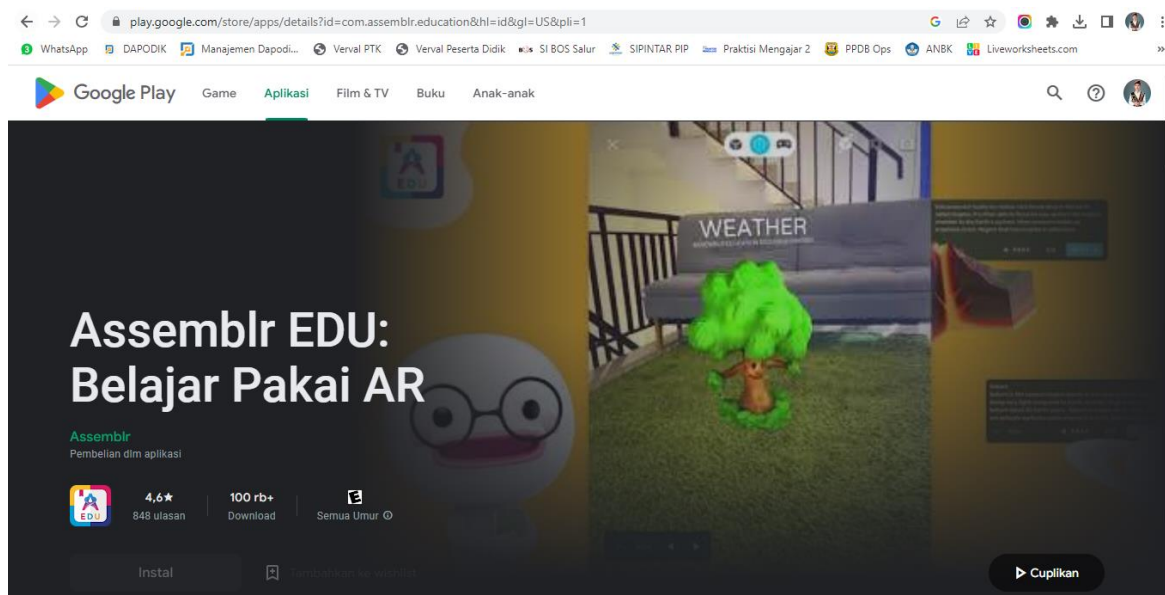 play.google.com/store/apps/details?id=com.assemblr.education&hl=id&gl=US&pli=1
WhatsApp DAPODIK Manajemen Dapodi... Verval PTK Verval Peserta Didik SI BOS Salur SIPINTAR PIP Praktisi Mengajar 2 PPDB Ops ANBK Liveworksheets.com »
Google Play Game Aplikasi Film & TV Buku Anak-anak
A
EDU
WEATHER
Assemblr EDU:
Belajar Pakai AR
Assemblr
Pembelian dlm aplikasi
A EDU
4,6★ 100 rb+ E
848 ulasan Download Semua Umur
Instal Tambahkan ke wishlist Cuplikan